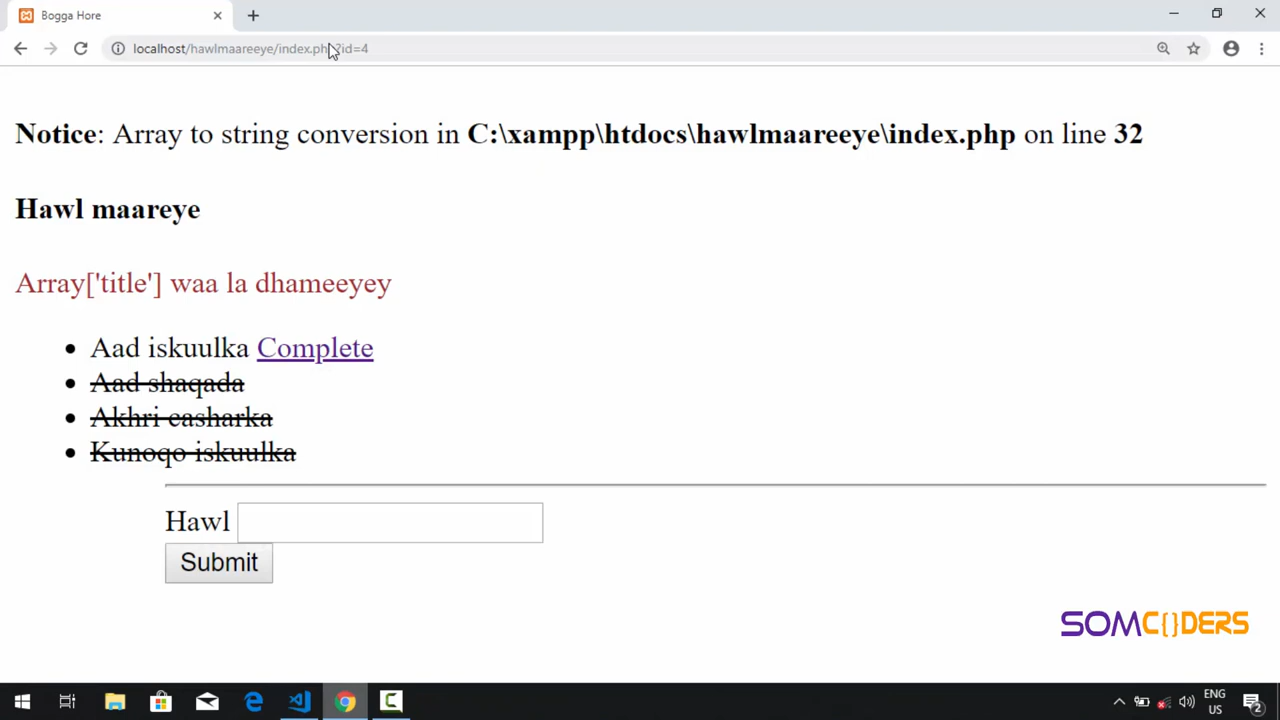 Bogga Hore
localhost/hawlmaareeye/index.php?id=4
Notice: Array to string conversion in C:\xampp\htdocs\hawlmaareeye\index.php on line 32
Hawl maareye
Array['title'] waa la dhameeyey
Aad iskuulka Complete
Aad shaqada
Akhri casharka
Kunoqo iskuulka
Hawl
Submit
SOMC{}DERS
ENG
US
2